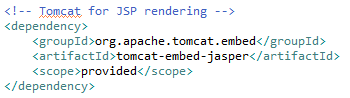 <!-- Tomcat for JSP rendering -->
<dependency>
    <groupId>org.apache.tomcat.embed</groupId>
    <artifactId>tomcat-embed-jasper</artifactId>
    <scope>provided</scope>
</dependency>